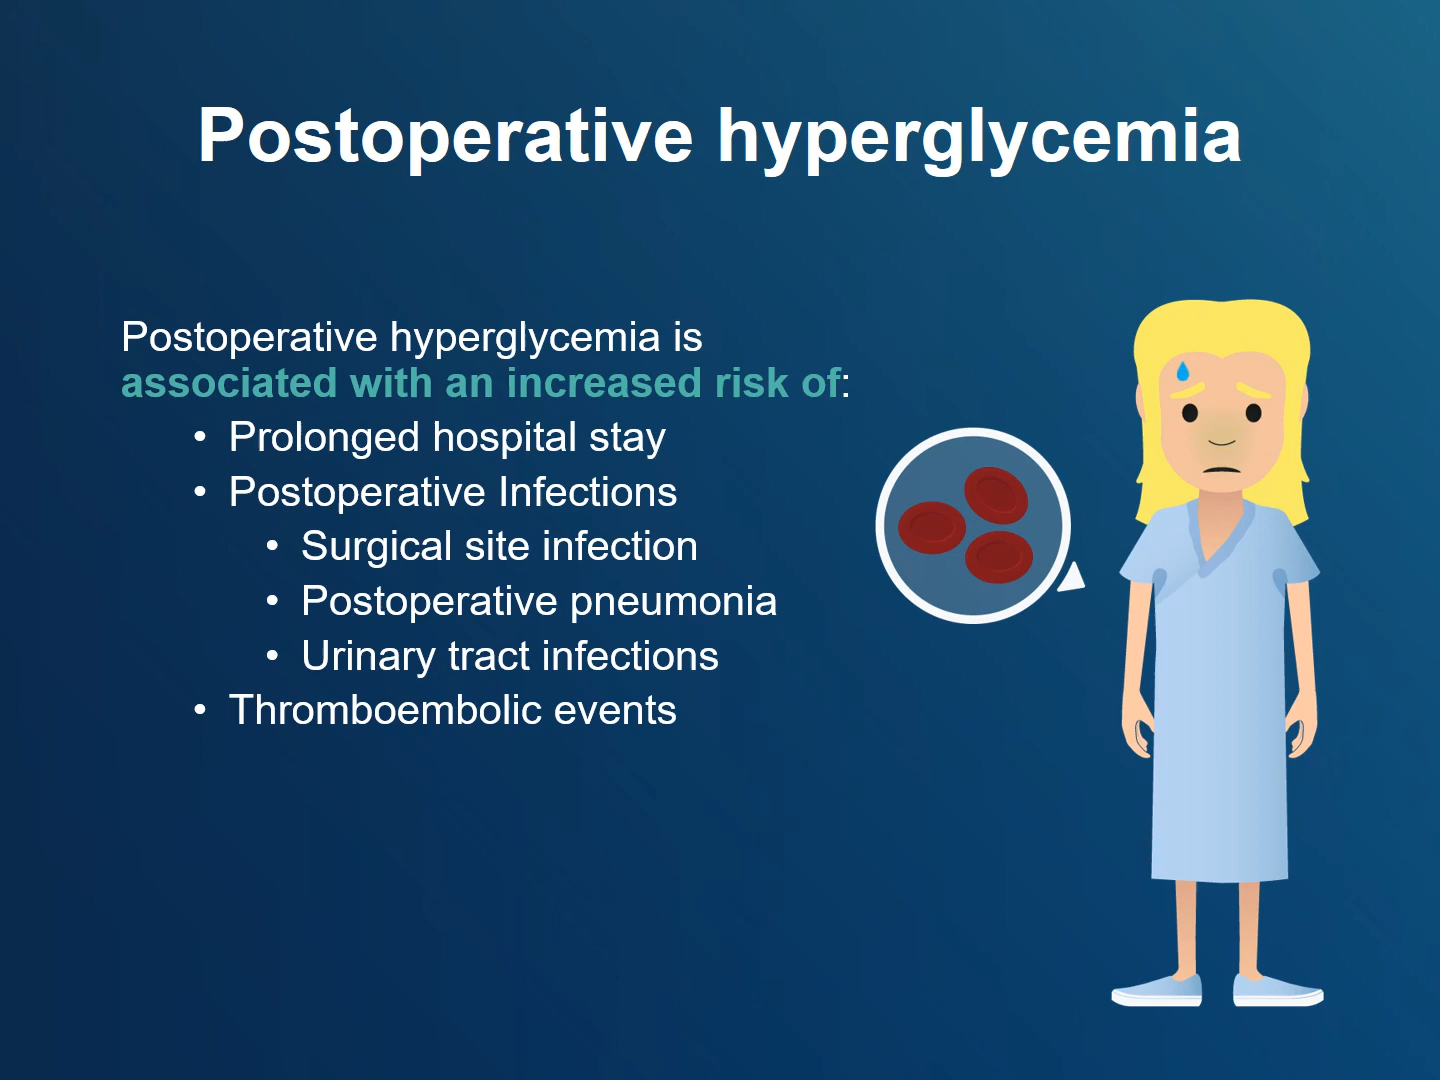 Postoperative hyperglycemia
Postoperative hyperglycemia is
associated with an increased risk of:
• Prolonged hospital stay
• Postoperative Infections
• Surgical site infection
• Postoperative pneumonia
• Urinary tract infections
• Thromboembolic events